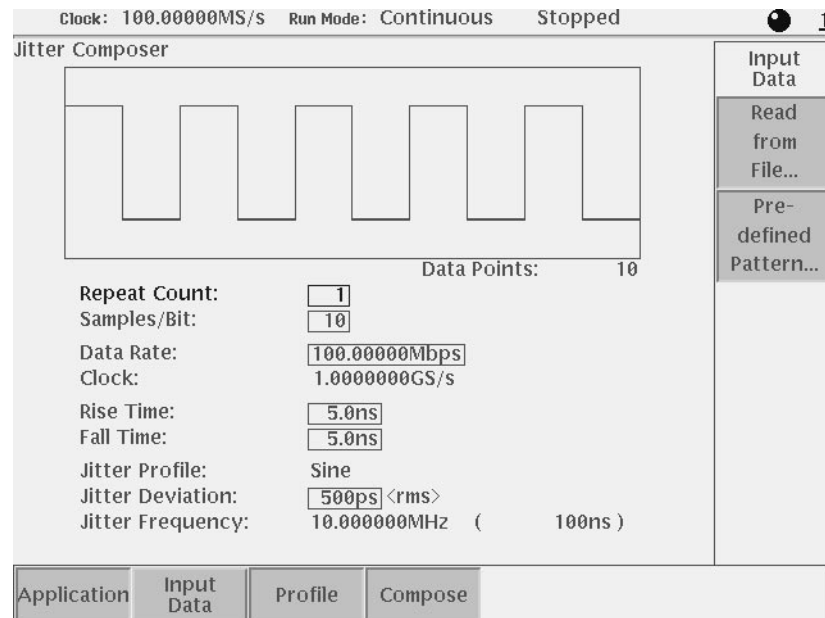 Clock: 100.00000MS/s Run Mode: Continuous Stopped
Jitter Composer
Data Points: 10
Repeat Count: 1
Samples/Bit: 10
Data Rate: 100.00000Mbps
Clock: 1.0000000GS/s
Rise Time: 5.0ns
Fall Time: 5.0ns
Jitter Profile: Sine
Jitter Deviation: 500ps <rms>
Jitter Frequency: 10.000000MHz ( 100ns )
Input
Data
Read
from
File...
Pre-
defined
Pattern...
Application
Input
Data
Profile
Compose